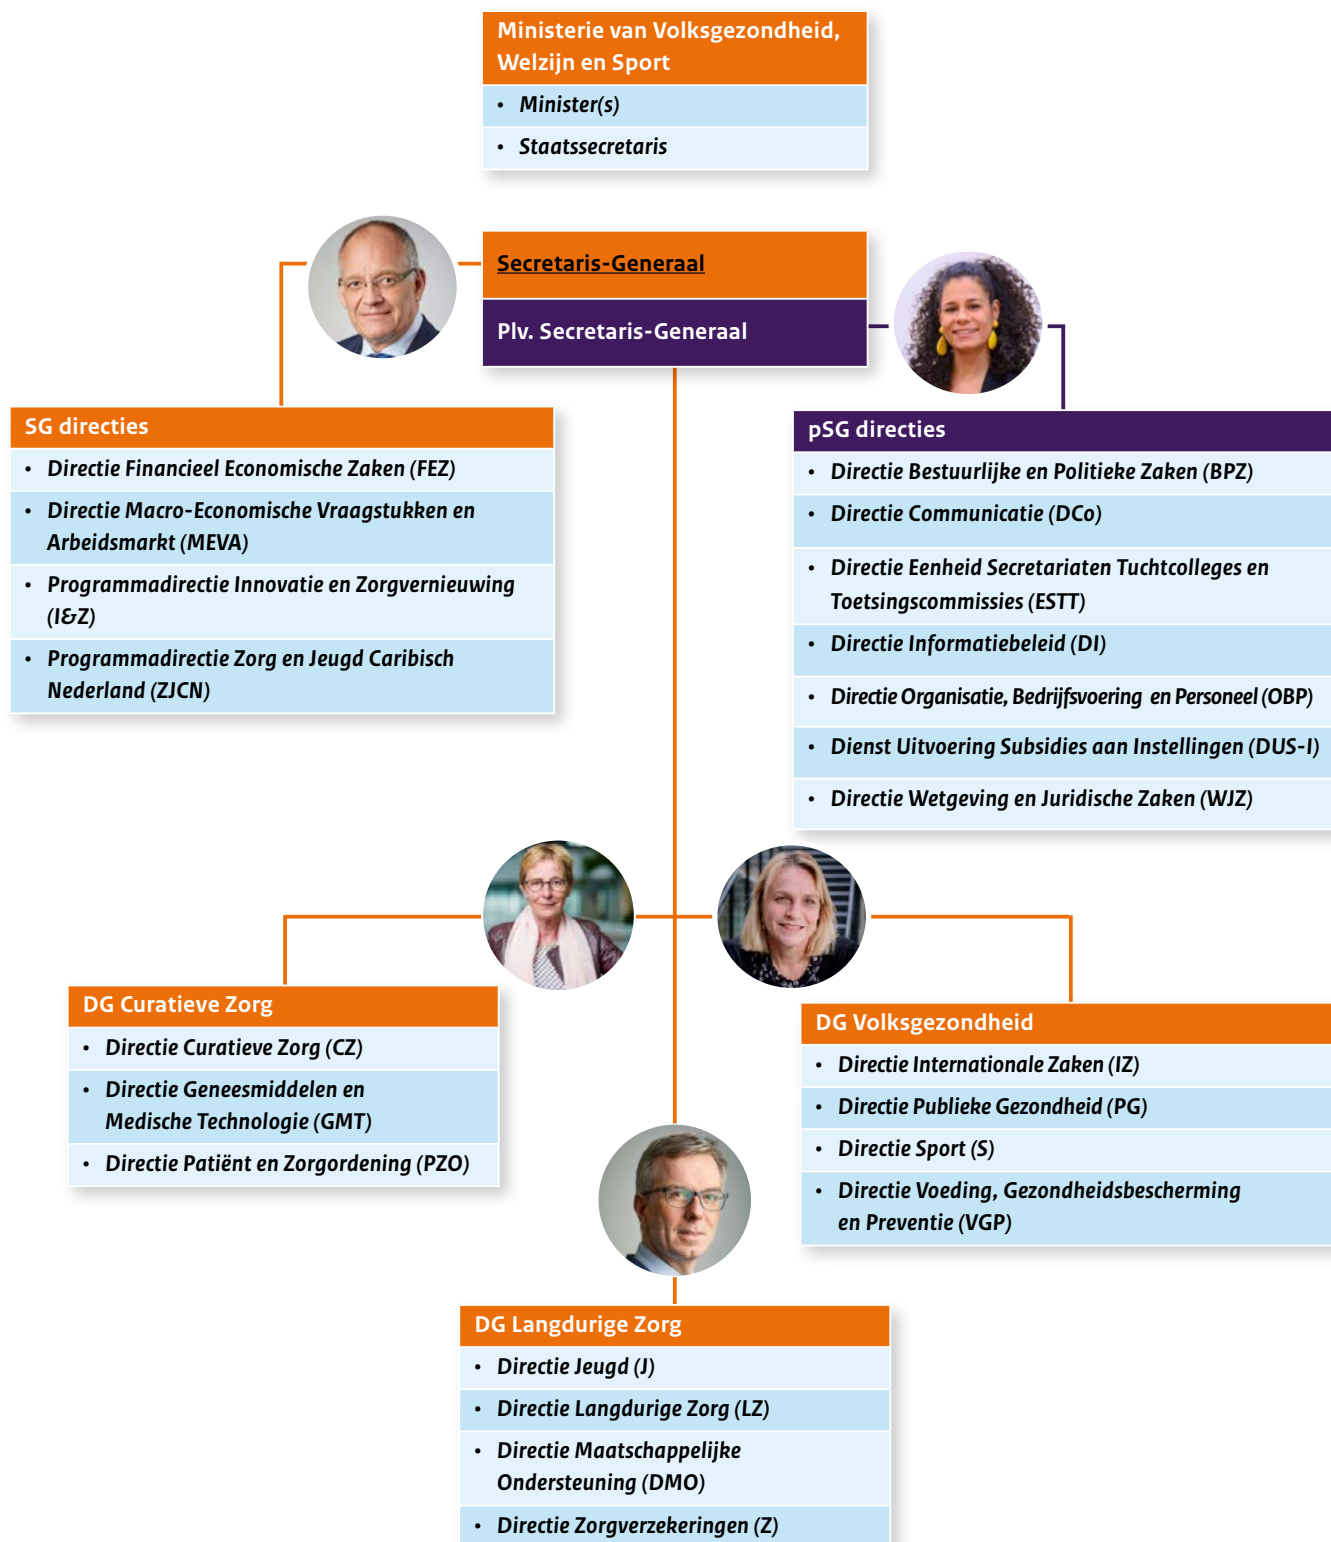 Ministerie van Volksgezondheid,
Welzijn en Sport
• Minister(s)
• Staatssecretaris
Secretaris-Generaal
Plv. Secretaris-Generaal
SG directies
• Directie Financieel Economische Zaken (FEZ)
• Directie Macro-Economische Vraagstukken en
Arbeidsmarkt (MEVA)
• Programmadirectie Innovatie en Zorgvernieuwing
(I&Z)
• Programmadirectie Zorg en Jeugd Caribisch
Nederland (ZJCN)
pSG directies
• Directie Bestuurlijke en Politieke Zaken (BPZ)
• Directie Communicatie (DCo)
• Directie Eenheid Secretariaten Tuchtcolleges en
Toetsingscommissies (ESTT)
• Directie Informatiebeleid (DI)
• Directie Organisatie, Bedrijfsvoering en Personeel (OBP)
• Dienst Uitvoering Subsidies aan Instellingen (DUS-I)
• Directie Wetgeving en Juridische Zaken (WJZ)
DG Curatieve Zorg
• Directie Curatieve Zorg (CZ)
• Directie Geneesmiddelen en
Medische Technologie (GMT)
• Directie Patiënt en Zorgordening (PZO)
DG Volksgezondheid
• Directie Internationale Zaken (IZ)
• Directie Publieke Gezondheid (PG)
• Directie Sport (S)
• Directie Voeding, Gezondheidsbescherming
en Preventie (VGP)
DG Langdurige Zorg
• Directie Jeugd (J)
• Directie Langdurige Zorg (LZ)
• Directie Maatschappelijke
Ondersteuning (DMO)
• Directie Zorgverzekeringen (Z)